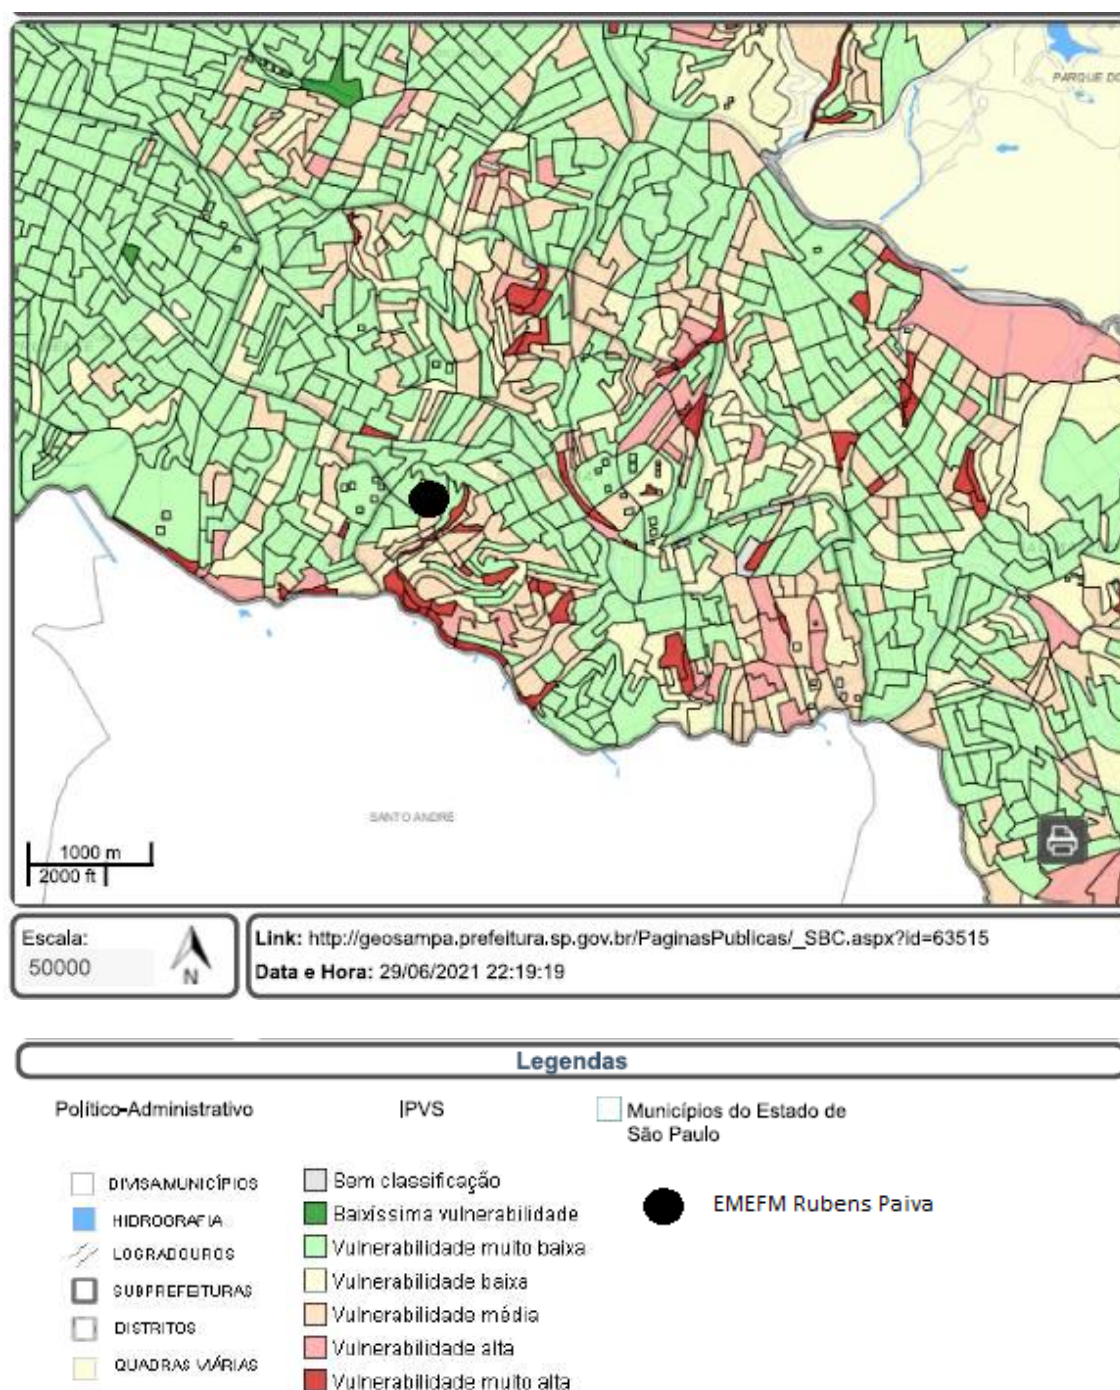 PARQUE DO
SANTO ANDRÉ
1000 m
2000 ft
Escala:
50000
N
Link: http://geosampa.prefeitura.sp.gov.br/PaginasPublicas/_SBC.aspx?id=63515
Data e Hora: 29/06/2021 22:19:19
Legendas
Político-Administrativo
DIVISAMUNICÍPIOS
HIDROGRAFIA
LOGRADOUROS
SUBPREFEITURAS
DISTRITOS
QUADRAS VIÁRIAS
IPVS
Sem classificação
Baixíssima vulnerabilidade
Vulnerabilidade muito baixa
Vulnerabilidade baixa
Vulnerabilidade média
Vulnerabilidade alta
Vulnerabilidade muito alta
Municípios do Estado de
São Paulo
EMEFM Rubens Paiva